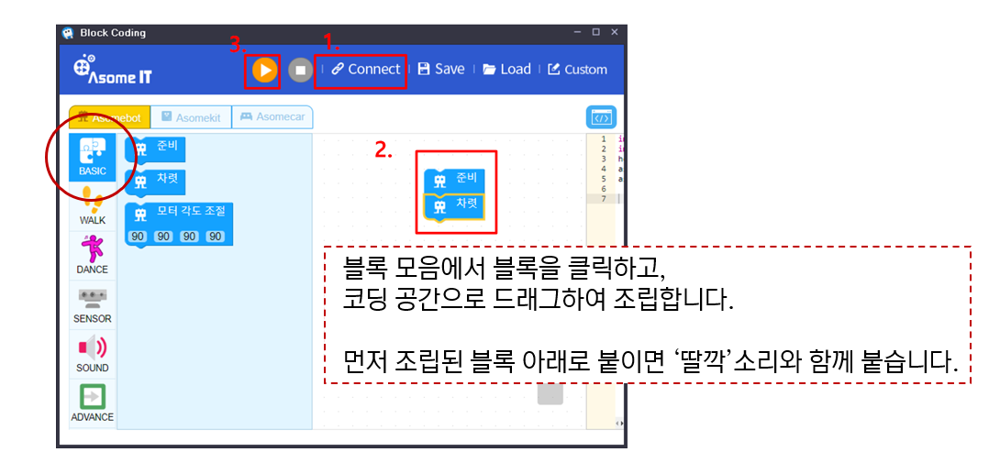 Block Coding
3.
1.
Asome IT
Connect
Save
Load
Custom
Asomebot
Asomekit
Asomecar
</>
BASIC
준비
차렷
모터 각도 조절
90 90 90 90
WALK
DANCE
SENSOR
SOUND
ADVANCE
2.
준비
차렷
1 i
2 i
3 h
4 a
5 a
6
7
블록 모음에서 블록을 클릭하고,
코딩 공간으로 드래그하여 조립합니다.
먼저 조립된 블록 아래로 붙이면 ‘딸깍’소리와 함께 붙습니다.